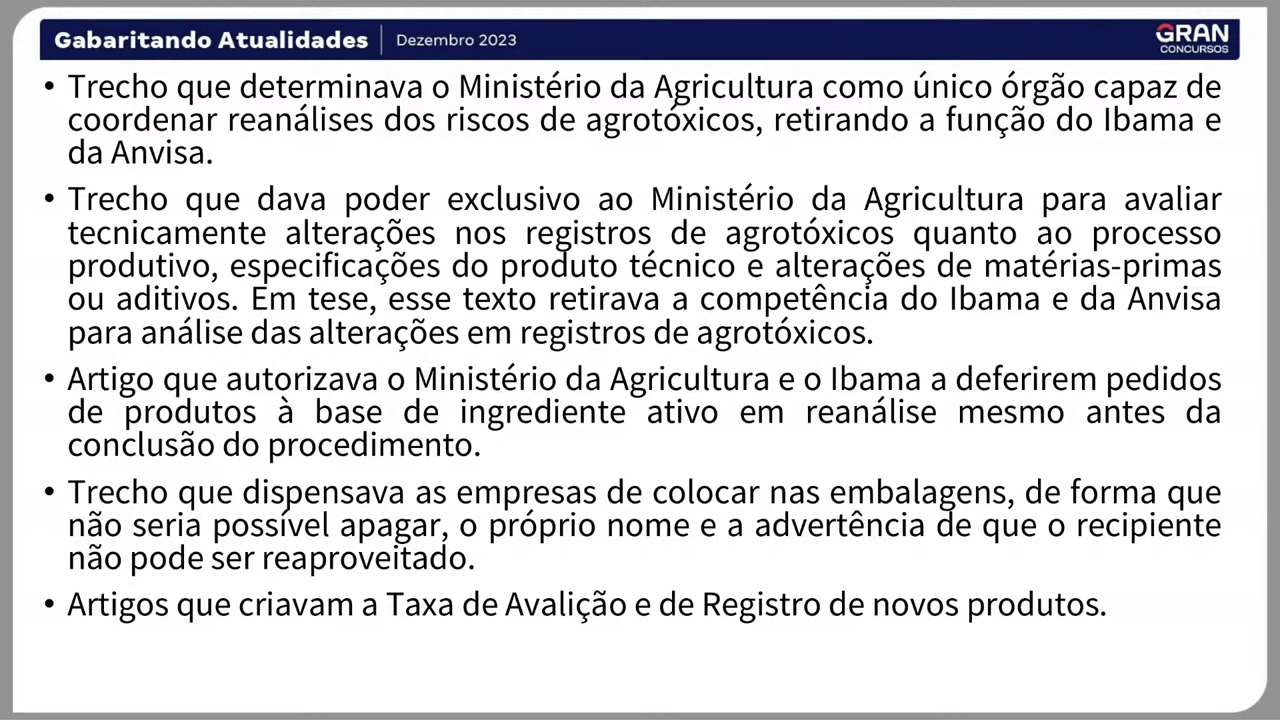 Gabaritando Atualidades
Dezembro 2023
GRAN
CONCURSOS
• Trecho que determinava o Ministério da Agricultura como único órgão capaz de
coordenar reanálises dos riscos de agrotóxicos, retirando a função do Ibama e
da Anvisa.
• Trecho que dava poder exclusivo ao Ministério da Agricultura para avaliar
tecnicamente alterações nos registros de agrotóxicos quanto ao processo
produtivo, especificações do produto técnico e alterações de matérias-primas
ou aditivos. Em tese, esse texto retirava a competência do Ibama e da Anvisa
para análise das alterações em registros de agrotóxicos.
• Artigo que autorizava o Ministério da Agricultura e o Ibama a deferirem pedidos
de produtos à base de ingrediente ativo em reanálise mesmo antes da
conclusão do procedimento.
• Trecho que dispensava as empresas de colocar nas embalagens, de forma que
não seria possível apagar, o próprio nome e a advertência de que o recipiente
não pode ser reaproveitado.
• Artigos que criavam a Taxa de Avalição e de Registro de novos produtos.